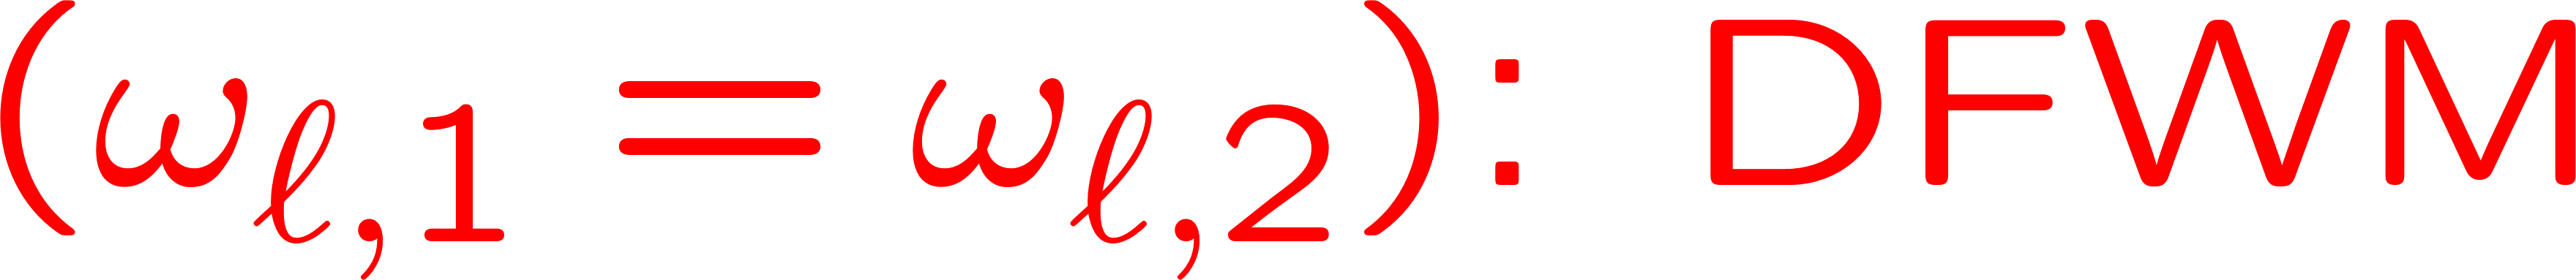 (ω_{ℓ,1} = ω_{ℓ,2}): DFWM